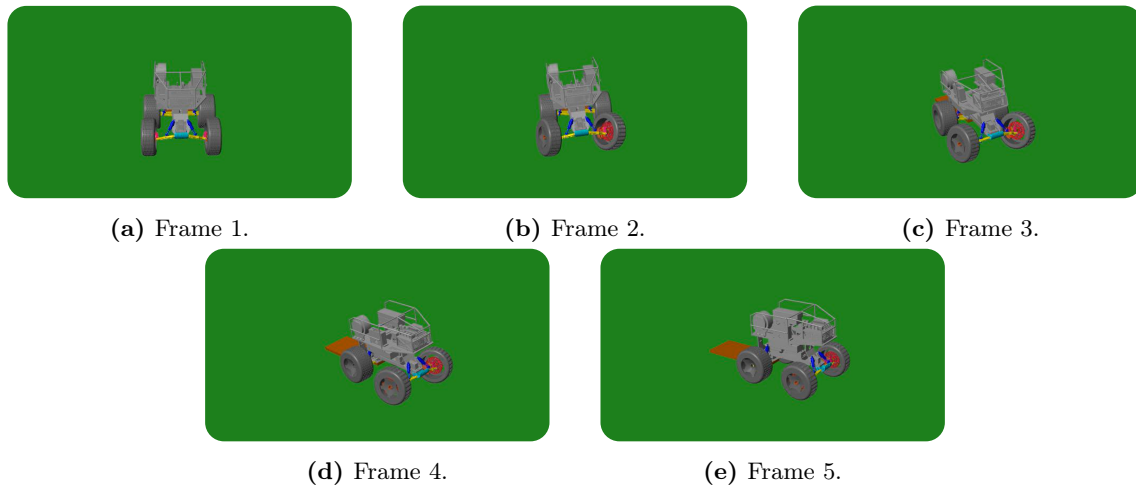 (a) Frame 1.
(b) Frame 2.
(c) Frame 3.
(d) Frame 4.
(e) Frame 5.